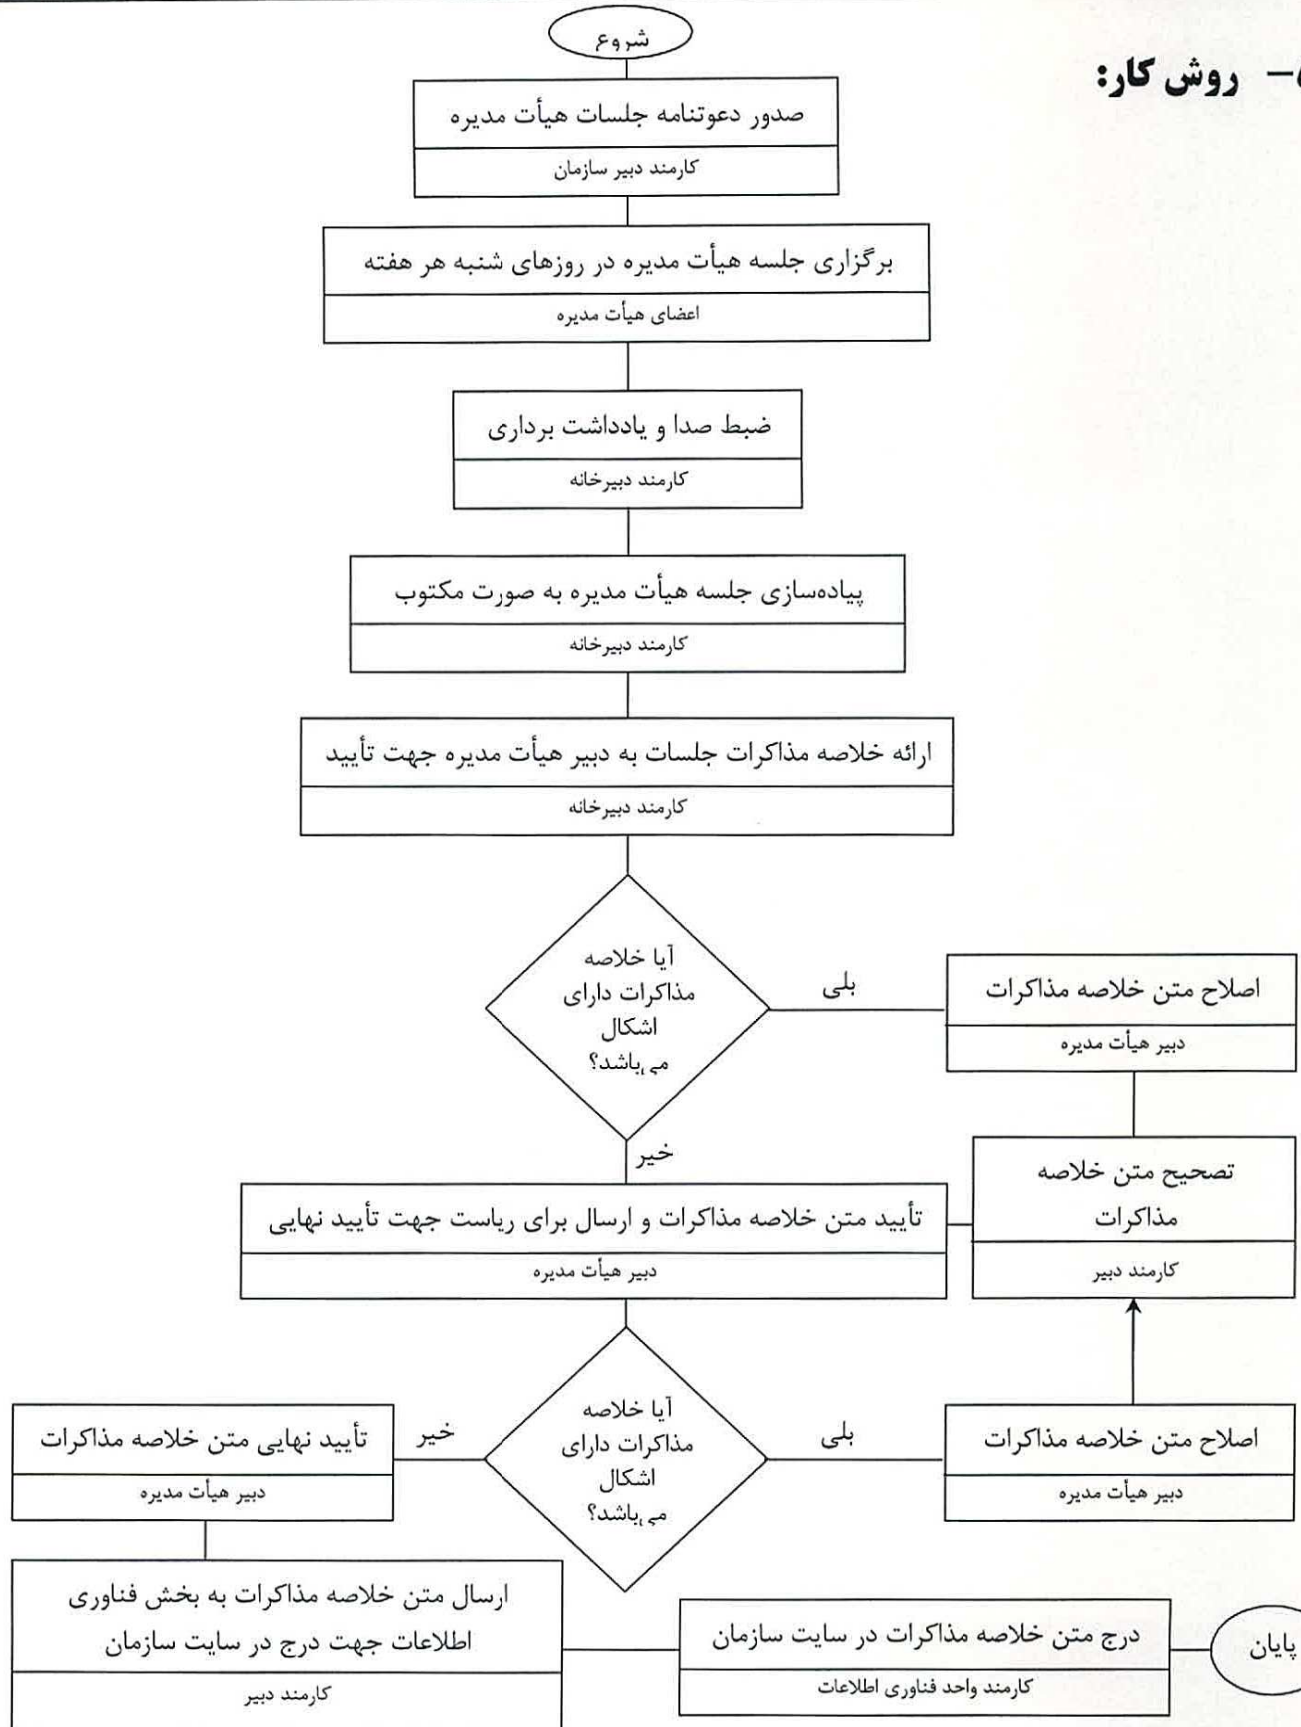 شروع
- روش کار:
صدور دعوتنامه جلسات هیأت مدیره
کارمند دبیر سازمان
برگزاری جلسه هیأت مدیره در روزهای شنبه هر هفته
اعضای هیأت مدیره
ضبط صدا و یادداشت برداری
کارمند دبیرخانه
پیاده‌سازی جلسه هیأت مدیره به صورت مکتوب
کارمند دبیرخانه
ارائه خلاصه مذاکرات جلسات به دبیر هیأت مدیره جهت تأیید
کارمند دبیرخانه
آیا خلاصه
مذاکرات دارای
اشکال
می‌باشد؟
بلی
اصلاح متن خلاصه مذاکرات
دبیر هیأت مدیره
خیر
تصحیح متن خلاصه
مذاکرات
کارمند دبیر
تأیید متن خلاصه مذاکرات و ارسال برای ریاست جهت تأیید نهایی
دبیر هیأت مدیره
آیا خلاصه
مذاکرات دارای
اشکال
می‌باشد؟
بلی
اصلاح متن خلاصه مذاکرات
دبیر هیأت مدیره
خیر
تأیید نهایی متن خلاصه مذاکرات
دبیر هیأت مدیره
ارسال متن خلاصه مذاکرات به بخش فناوری
اطلاعات جهت درج در سایت سازمان
کارمند دبیر
درج متن خلاصه مذاکرات در سایت سازمان
کارمند واحد فناوری اطلاعات
پایان